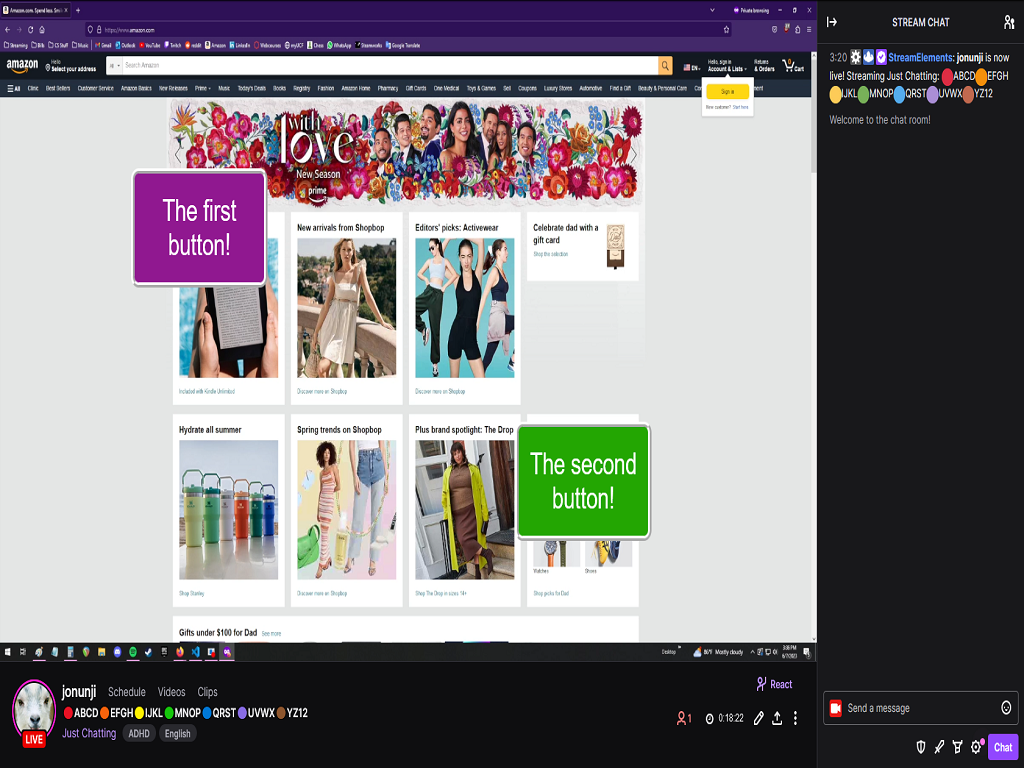 Amazon.com. Spend less. Smile
Private browsing
https://www.amazon.com
Streaming Bills CS Stuff Music Gmail Outlook YouTube Twitch reddit Amazon LinkedIn Webcourses myUCF Chess WhatsApp Steamworks Google Translate
amazon
Hello
Select your address
All
Search Amazon
EN
Hello, sign in
Account & Lists
Returns
& Orders
Cart
All Clinic Best Sellers Customer Service Amazon Basics New Releases Prime Music Today's Deals Books Registry Fashion Amazon Home Pharmacy Gift Cards One Medical Toys & Games Sell Coupons Luxury Stores Automotive Find a Gift Beauty & Personal Care
Sign in
New customer? Start here
with
love
New Season
prime
The first
button!
New arrivals from Shopbop
Editors' picks: Activewear
Celebrate dad with a
gift card
Shop the selection
Included with Kindle Unlimited
Discover more on Shopbop
Discover more on Shopbop
Hydrate all summer
Spring trends on Shopbop
Plus brand spotlight: The Drop
The second
button!
Watches
Shoes
Shop Stanley
Discover more on Shopbop
Shop The Drop in sizes 18+
Shop picks for Dad
Gifts under $100 for Dad See more
Desktop
86°F Mostly cloudy
3:38 PM
6/7/2023
jonunji Schedule Videos Clips
ABCD EFGH IJKL MNOP QRST UVWX YZ12
Just Chatting ADHD English
LIVE
React
1 0:18:22
STREAM CHAT
3:20 StreamElements: jonunji is now
live! Streaming Just Chatting: ABCD EFGH
IJKL MNOP QRST UVWX YZ12
Welcome to the chat room!
Send a message
Chat